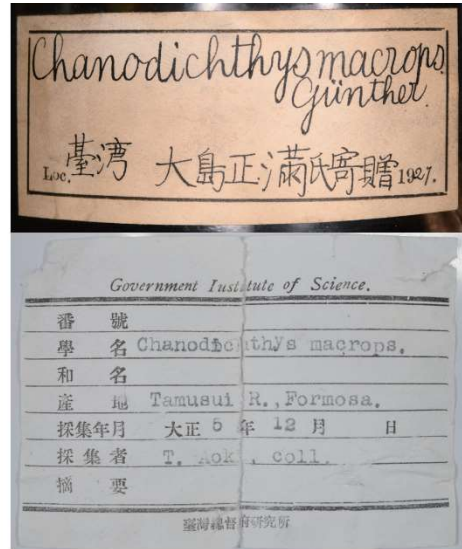 Chanodichthys macrops.
Günther.
Loc. 臺湾 大島正満氏寄贈 1927.
Government Institute of Science.
番號
學名 Chanodichthys macrops.
和名
產地 Tamusui R., Formosa.
採集年月 大正 5 年 12 月 日
採集者 T. Aoki, coll.
摘要
臺灣總督府研究所